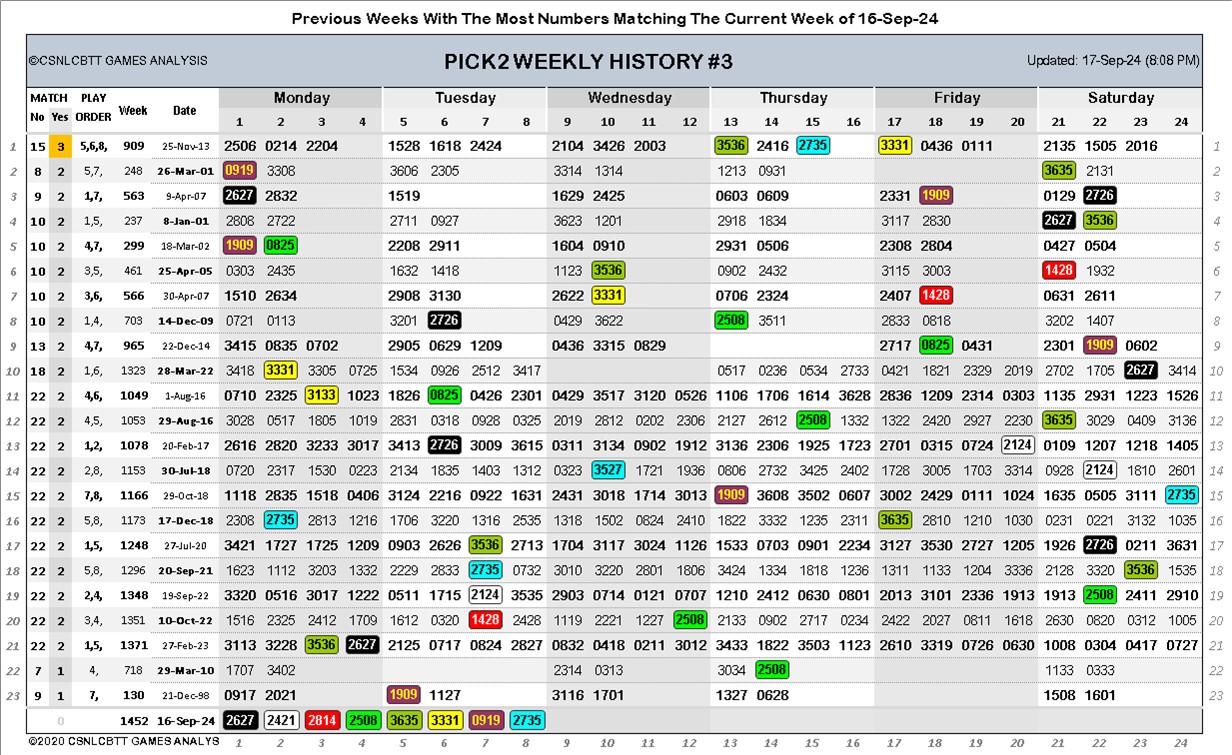 Previous Weeks With The Most Numbers Matching The Current Week of 16-Sep-24
©CSNLCBTT GAMES ANALYSIS PICK2 WEEKLY HISTORY #3 Updated: 17-Sep-24 (8:08 PM)
MATCH PLAY Week Date Monday Tuesday Wednesday Thursday Friday Saturday
No Yes ORDER 1 2 3 4 5 6 7 8 9 10 11 12 13 14 15 16 17 18 19 20 21 22 23 24
1 15 3 5,6,8, 909 25-Nov-13 2506 0214 2204 1528 1618 2424 2104 3426 2003 3536 2416 2735 3331 0436 0111 2135 1505 2016 1
2 8 2 5,7, 248 26-Mar-01 0919 3308 3606 2305 3314 1314 1213 0931 3635 2131 2
3 9 2 1,7, 563 9-Apr-07 2627 2832 1519 1629 2425 0603 0609 2331 1909 0129 2726 3
4 10 2 1,5, 237 8-Jan-01 2808 2722 2711 0927 3623 1201 2918 1834 3117 2830 2627 3536 4
5 10 2 4,7, 299 18-Mar-02 1909 0825 2208 2911 1604 0910 2931 0506 2308 2804 0427 0504 5
6 10 2 3,5, 461 25-Apr-05 0303 2435 1632 1418 1123 3536 0902 2432 3115 3003 1428 1932 6
7 10 2 3,6, 566 30-Apr-07 1510 2634 2908 3130 2622 3331 0706 2324 2407 1428 0631 2611 7
8 10 2 1,4, 703 14-Dec-09 0721 0113 3201 2726 0429 3622 2508 3511 2833 0818 3202 1407 8
9 13 2 4,7, 965 22-Dec-14 3415 0835 0702 2905 0629 1209 0436 3315 0829 2717 0825 0431 2301 1909 0602 9
10 18 2 1,6, 1323 28-Mar-22 3418 3331 3305 0725 1534 0926 2512 3417 0517 0236 0534 2733 0421 1821 2329 2019 2702 1705 2627 3414 10
11 22 2 4,6, 1049 1-Aug-16 0710 2325 3133 1023 1826 0825 0426 2301 0429 3517 3120 0526 1106 1706 1614 3628 2836 1209 2314 0303 1135 2931 1223 1526 11
12 22 2 4,5, 1053 29-Aug-16 3028 0517 1805 1019 2831 0318 0928 0325 2019 2812 0202 2306 2127 2612 2508 1332 1322 2420 2927 2230 3635 3029 0409 3136 12
13 22 2 1,2, 1078 20-Feb-17 2616 2820 3233 3017 3413 2726 3009 3615 0311 3134 0902 1912 3136 2306 1925 1723 2701 0315 0724 2124 0109 1207 1218 1405 13
14 22 2 2,8, 1153 30-Jul-18 0720 2317 1530 0223 2134 1835 1403 1312 0323 3527 1721 1936 0806 2732 3425 2402 1728 3005 1703 3314 0928 2124 1810 2601 14
15 22 2 7,8, 1166 29-Oct-18 1118 2835 1518 0406 3124 2216 0922 1631 2431 3018 1714 3013 1909 3608 3502 0607 3002 2429 0111 1024 1635 0505 3111 2735 15
16 22 2 5,8, 1173 17-Dec-18 2308 2735 2813 1216 1706 3220 1316 2535 1318 1502 0824 2410 1822 3332 1235 2311 3635 2810 1210 1030 0231 0221 3132 1035 16
17 22 2 1,5, 1248 27-Jul-20 3421 1727 1725 1209 0903 2626 3536 2713 1704 3117 3024 1126 1533 0703 0901 2234 3127 3530 2727 1205 1926 2726 0211 3631 17
18 22 2 5,8, 1296 20-Sep-21 1623 1112 3203 1332 2229 2833 2735 0732 3010 3220 2801 1806 3424 1334 1818 1236 1311 1133 1204 3336 2128 3320 3536 1535 18
19 22 2 2,4, 1348 19-Sep-22 3320 0516 3017 1222 0511 1715 2124 3535 2903 0714 0121 0707 1210 2412 0630 0801 2013 3101 2336 1913 1913 2508 2411 2910 19
20 22 2 3,4, 1351 10-Oct-22 1516 2325 2412 1709 1612 0320 1428 2428 1119 2221 1227 2508 2133 0902 2717 0234 2422 2027 0811 1618 2630 0820 0312 1005 20
21 22 2 1,5, 1371 27-Feb-23 3113 3228 3536 2627 2125 0717 0824 2827 0832 0418 0211 3012 3433 1822 3503 1123 2610 3319 0726 0630 1008 0304 0417 0727 21
22 7 1 4, 718 29-Mar-10 1707 3402 2314 0313 3034 2508 1133 0333 22
23 9 1 7, 130 21-Dec-98 0917 2021 1909 1127 3116 1701 1327 0628 1508 1601 23
0 1452 16-Sep-24 2627 2421 2814 2508 3635 3331 0919 2735
©2020 CSNLCBTT GAMES ANALYS 1 2 3 4 5 6 7 8 9 10 11 12 13 14 15 16 17 18 19 20 21 22 23 24